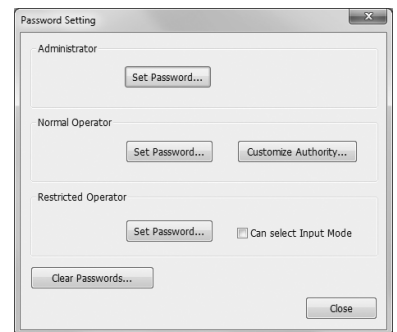 Password Setting
Administrator
Set Password...
Normal Operator
Set Password... Customize Authority...
Restricted Operator
Set Password... Can select Input Mode
Clear Passwords...
Close